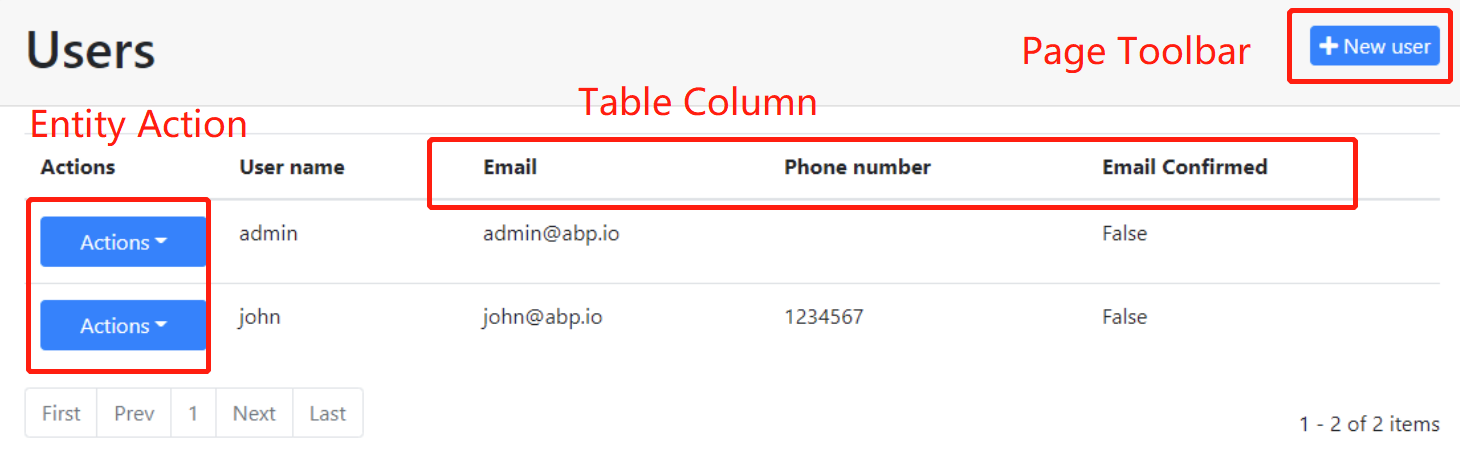 Users
Page Toolbar
+ New user
Entity Action
Table Column
Actions User name Email Phone number Email Confirmed
Actions admin admin@abp.io False
Actions john john@abp.io 1234567 False
First Prev 1 Next Last
1 - 2 of 2 items